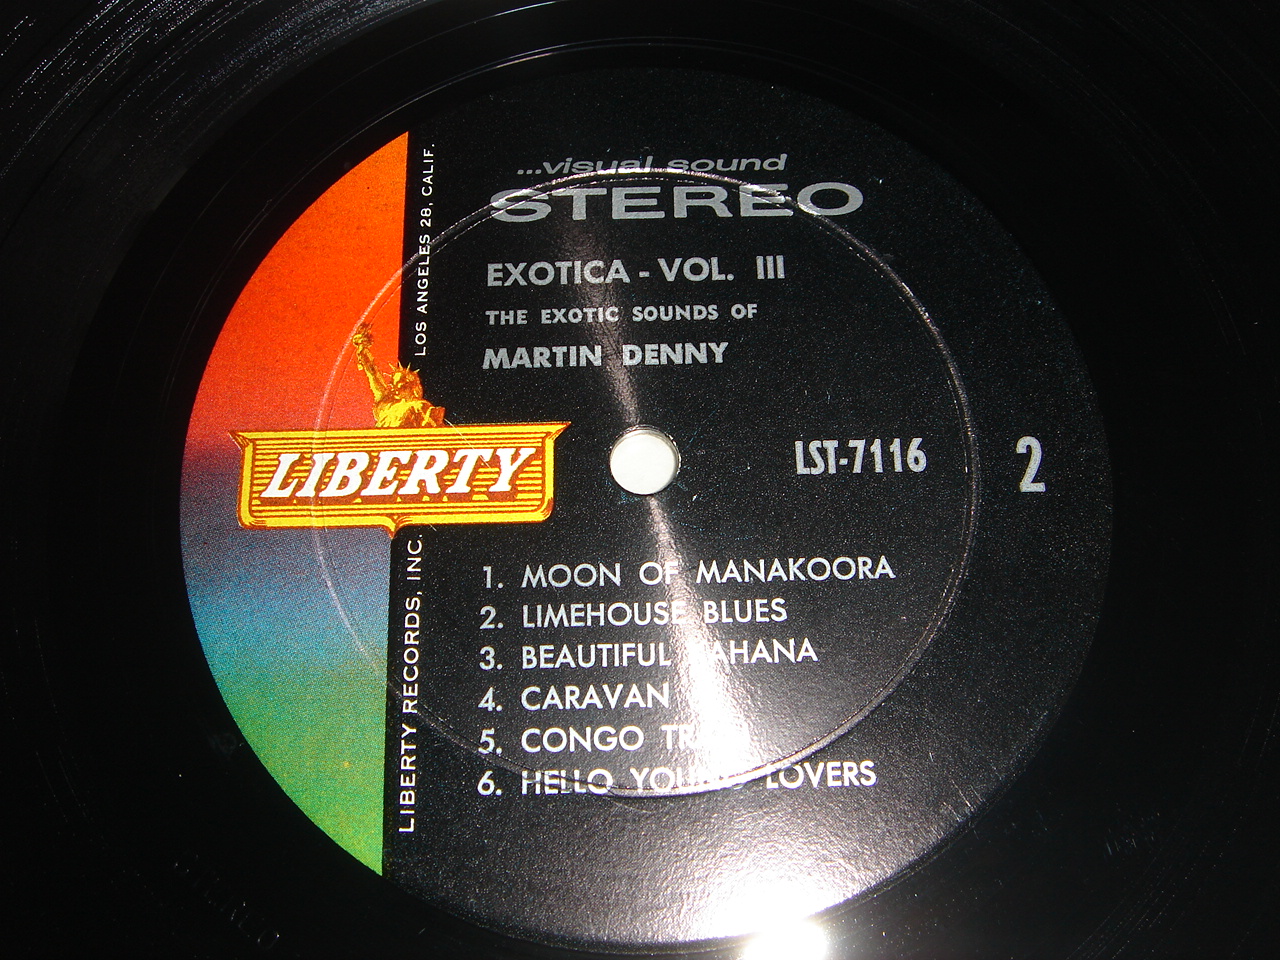 ...visual sound
STEREO
EXOTICA - VOL. III
THE EXOTIC SOUNDS OF
MARTIN DENNY
LIBERTY
LST-7116
2
1. MOON OF MANAKOORA
2. LIMEHOUSE BLUES
3. BEAUTIFUL
4. CARAVAN
5. CONGO
6. HELLO YOUNG LOVERS
LIBERTY RECORDS, INC. LOS ANGELES 28, CALIF.